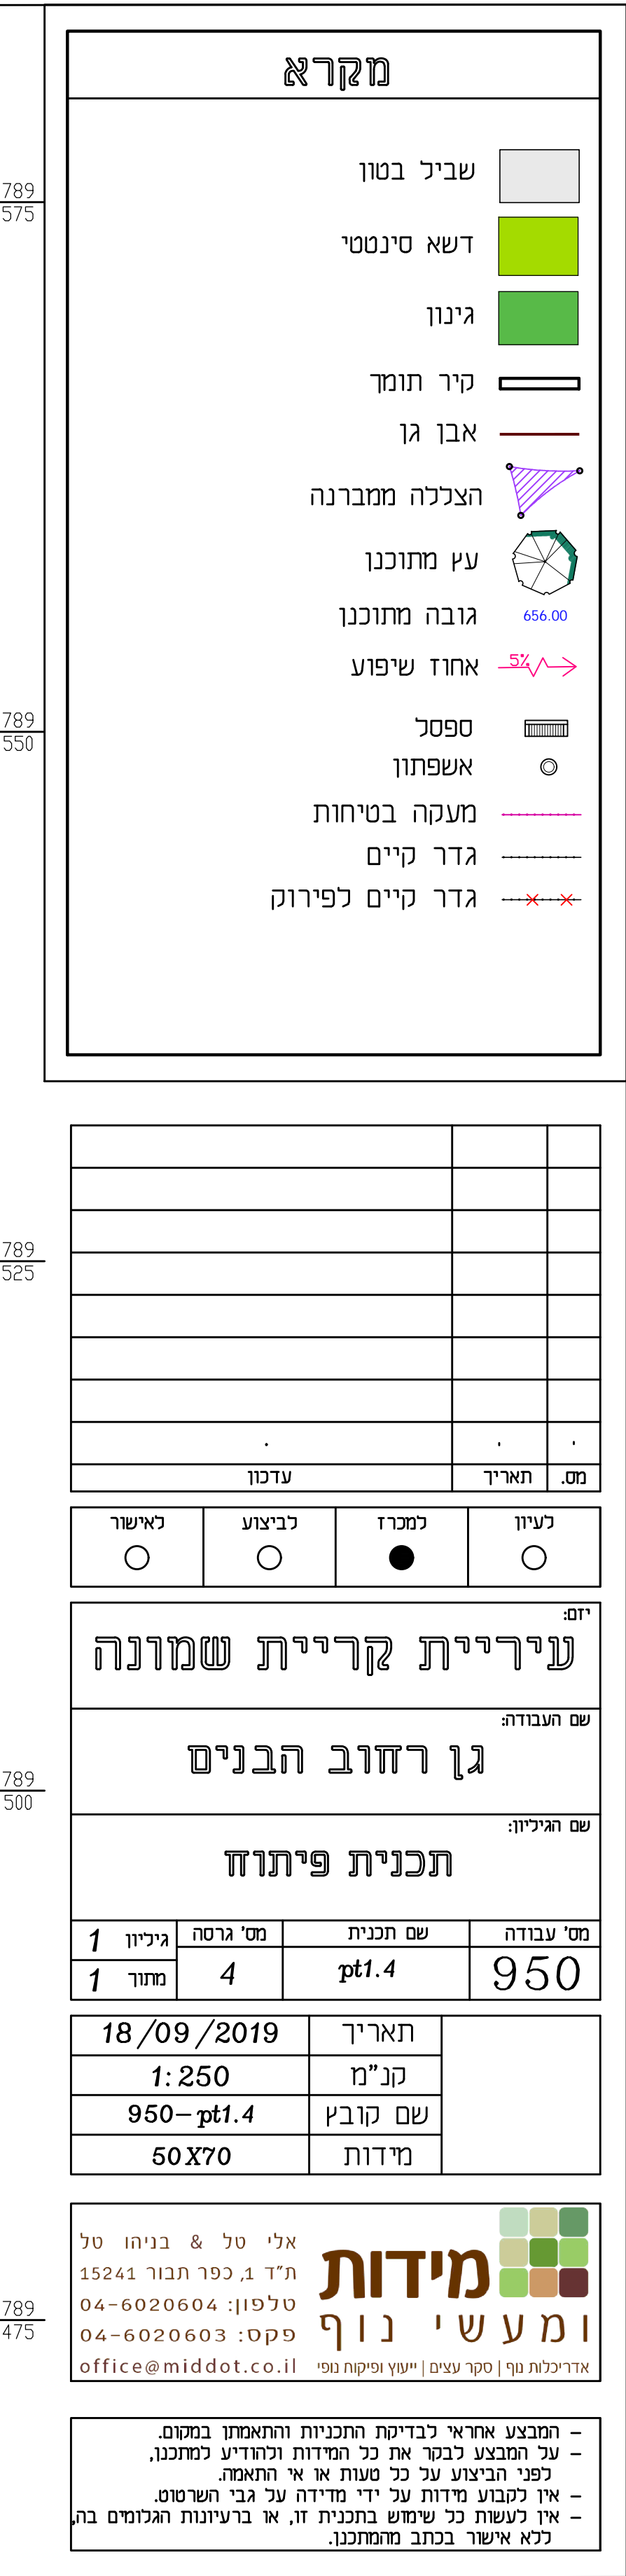 מקרא
שביל בטון
דשא סינטטי
גינון
קיר תומך
אבן גן
הצללה ממברנה
עץ מתוכנן
גובה מתוכנן 656.00
אחוז שיפוע 5%
ספסל
אשפתון
מעקה בטיחות
גדר קיים
גדר קיים לפירוק
789
575
789
550
789
525
789
500
789
475
מס. תאריך עדכון
לעיון למכרז לביצוע לאישור
יזם:
עיריית קריית שמונה
שם העבודה:
גן רחוב הבנים
שם הגיליון:
תכנית פיתוח
מס' עבודה שם תכנית מס' גרסה גיליון 1
950 pt1.4 4 מתוך 1
תאריך 18/09/2019
קנ"מ 1:250
שם קובץ 950-pt1.4
מידות 50X70
מידות
ומעשי נוף
אדריכלות נוף | סקר עצים | ייעוץ ופיקוח נופי
אלי טל & בניהו טל
ת"ד 1, כפר תבור 15241
טלפון: 04-6020604
פקס: 04-6020603
office@middot.co.il
- המבצע אחראי לבדיקת התכניות והתאמתן במקום.
- על המבצע לבקר את כל המידות ולהודיע למתכנן,
לפני הביצוע על כל טעות או אי התאמה.
- אין לקבוע מידות על ידי מדידה על גבי השרטוט.
- אין לעשות כל שימוש בתכנית זו, או ברעיונות הגלומים בה,
ללא אישור בכתב מהמתכנן.